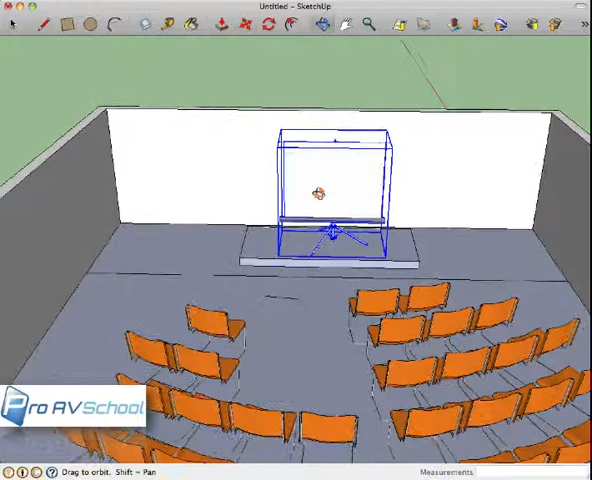 Untitled - SketchUp
Pro AVSchool
Drag to orbit. Shift = Pan
Measurements